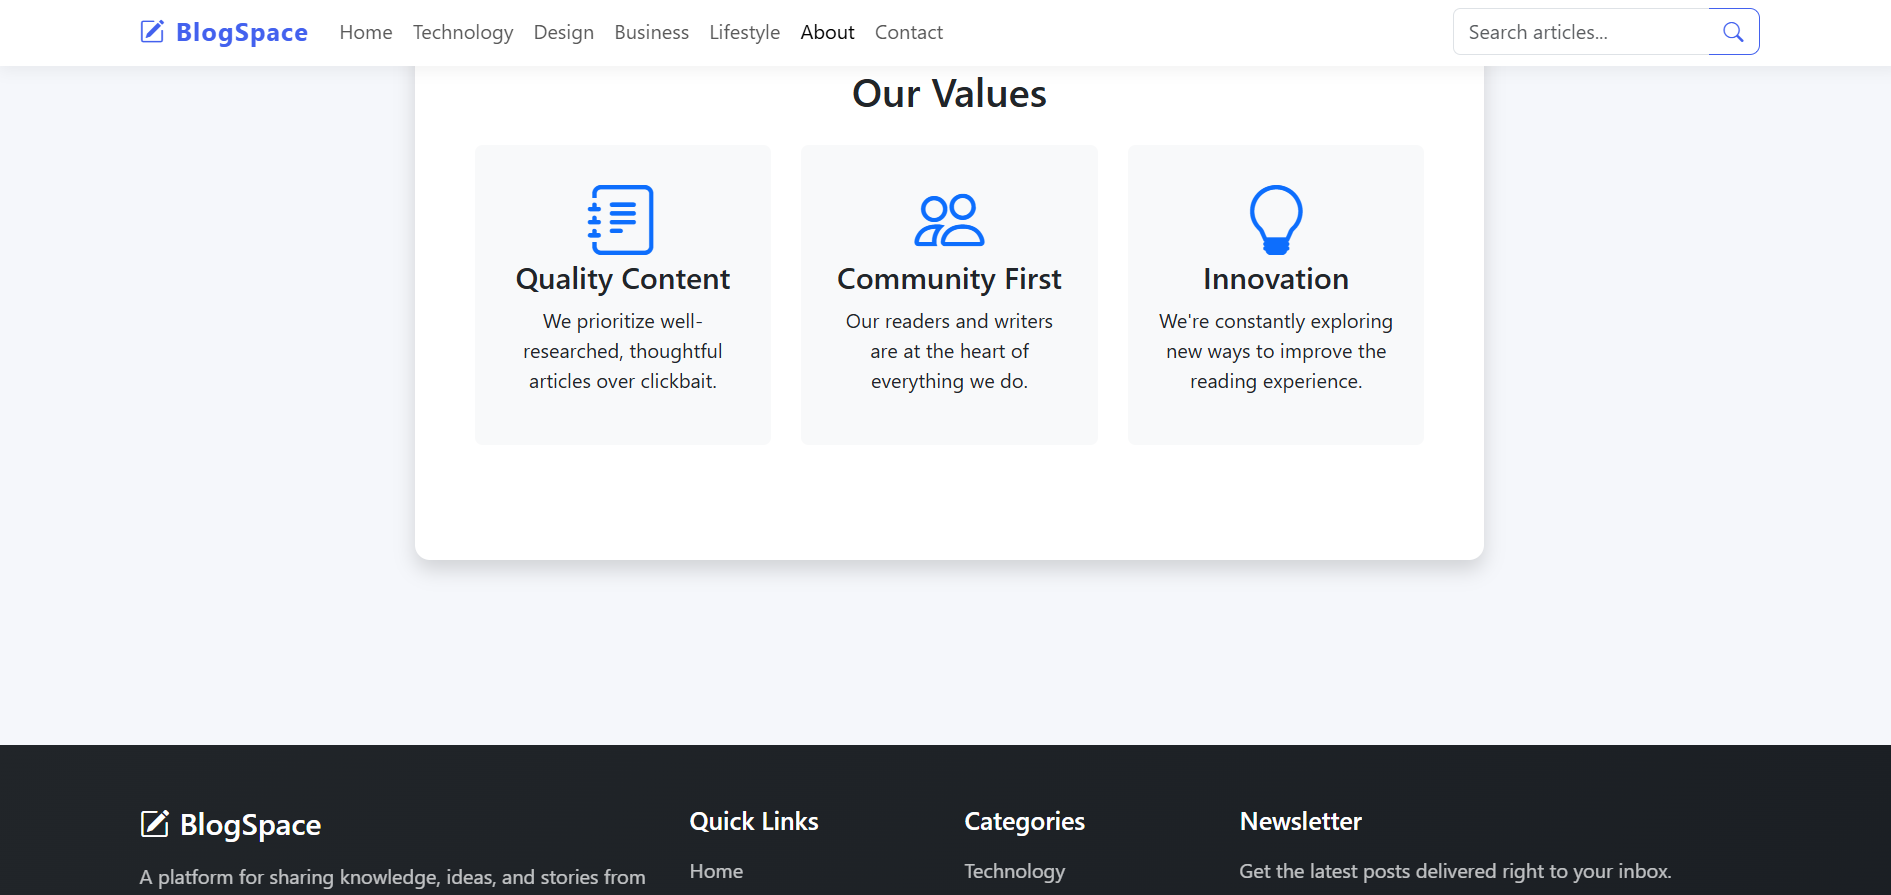 BlogSpace Home Technology Design Business Lifestyle About Contact Search articles...
Our Values
Quality Content
We prioritize well-
researched, thoughtful
articles over clickbait.
Community First
Our readers and writers
are at the heart of
everything we do.
Innovation
We're constantly exploring
new ways to improve the
reading experience.
BlogSpace
A platform for sharing knowledge, ideas, and stories from
Quick Links
Home
Categories
Technology
Newsletter
Get the latest posts delivered right to your inbox.